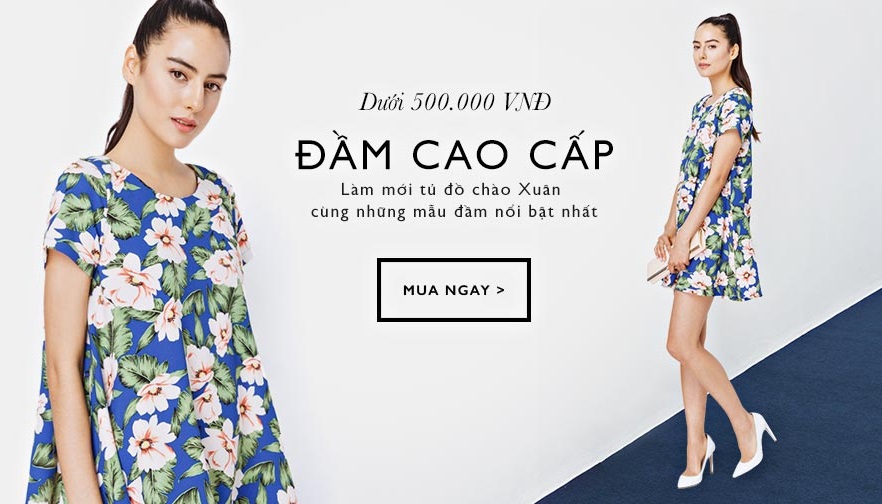 Dưới 500.000 VNĐ
ĐẦM CAO CẤP
Làm mới tủ đồ chào Xuân
cùng những mẫu đầm nổi bật nhất
MUA NGAY >